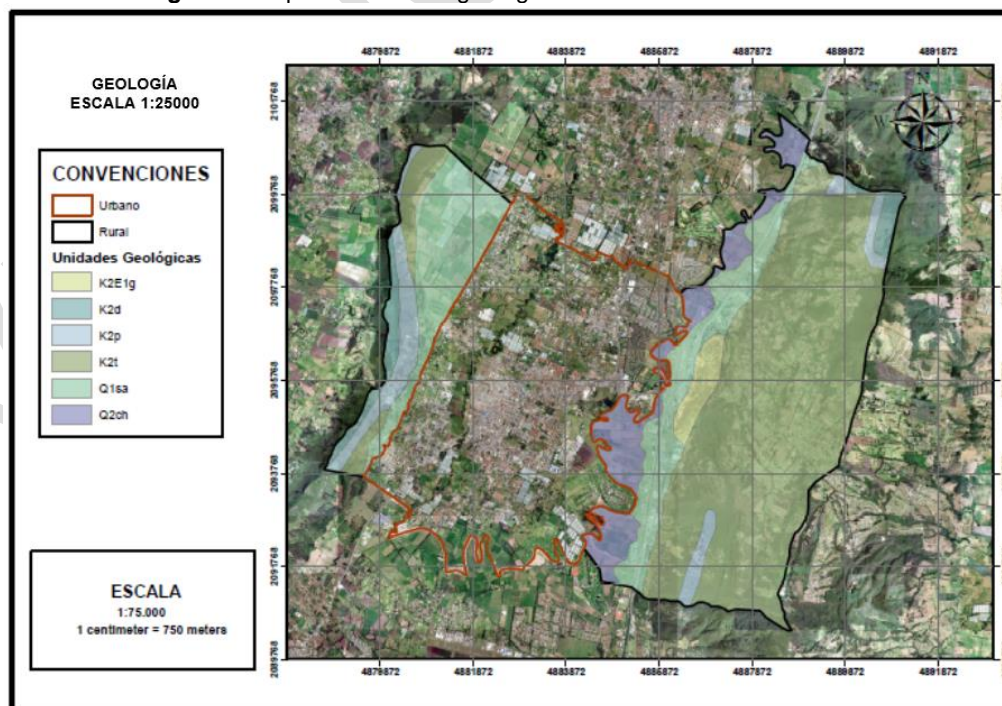 GEOLOGÍA
ESCALA 1:25000
CONVENCIONES
Urbano
Rural
Unidades Geológicas
K2E1g
K2d
K2p
K2t
Q1sa
Q2ch
ESCALA
1:75.000
1 centimeter = 750 meters
4879872 4881872 4883872 4885872 4887872 4889872 4891872
2101768
2099768
2097768
2095768
2093768
2091768
2089768
N
4879872 4881872 4883872 4885872 4887872 4889872 4891872